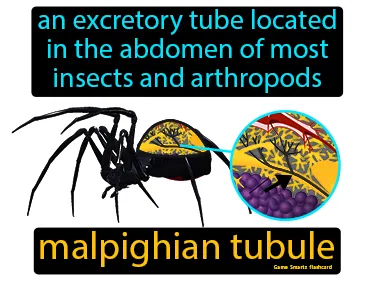 an excretory tube located
in the abdomen of most
insects and arthropods
malpighian tubule
Game Smartz flashcard